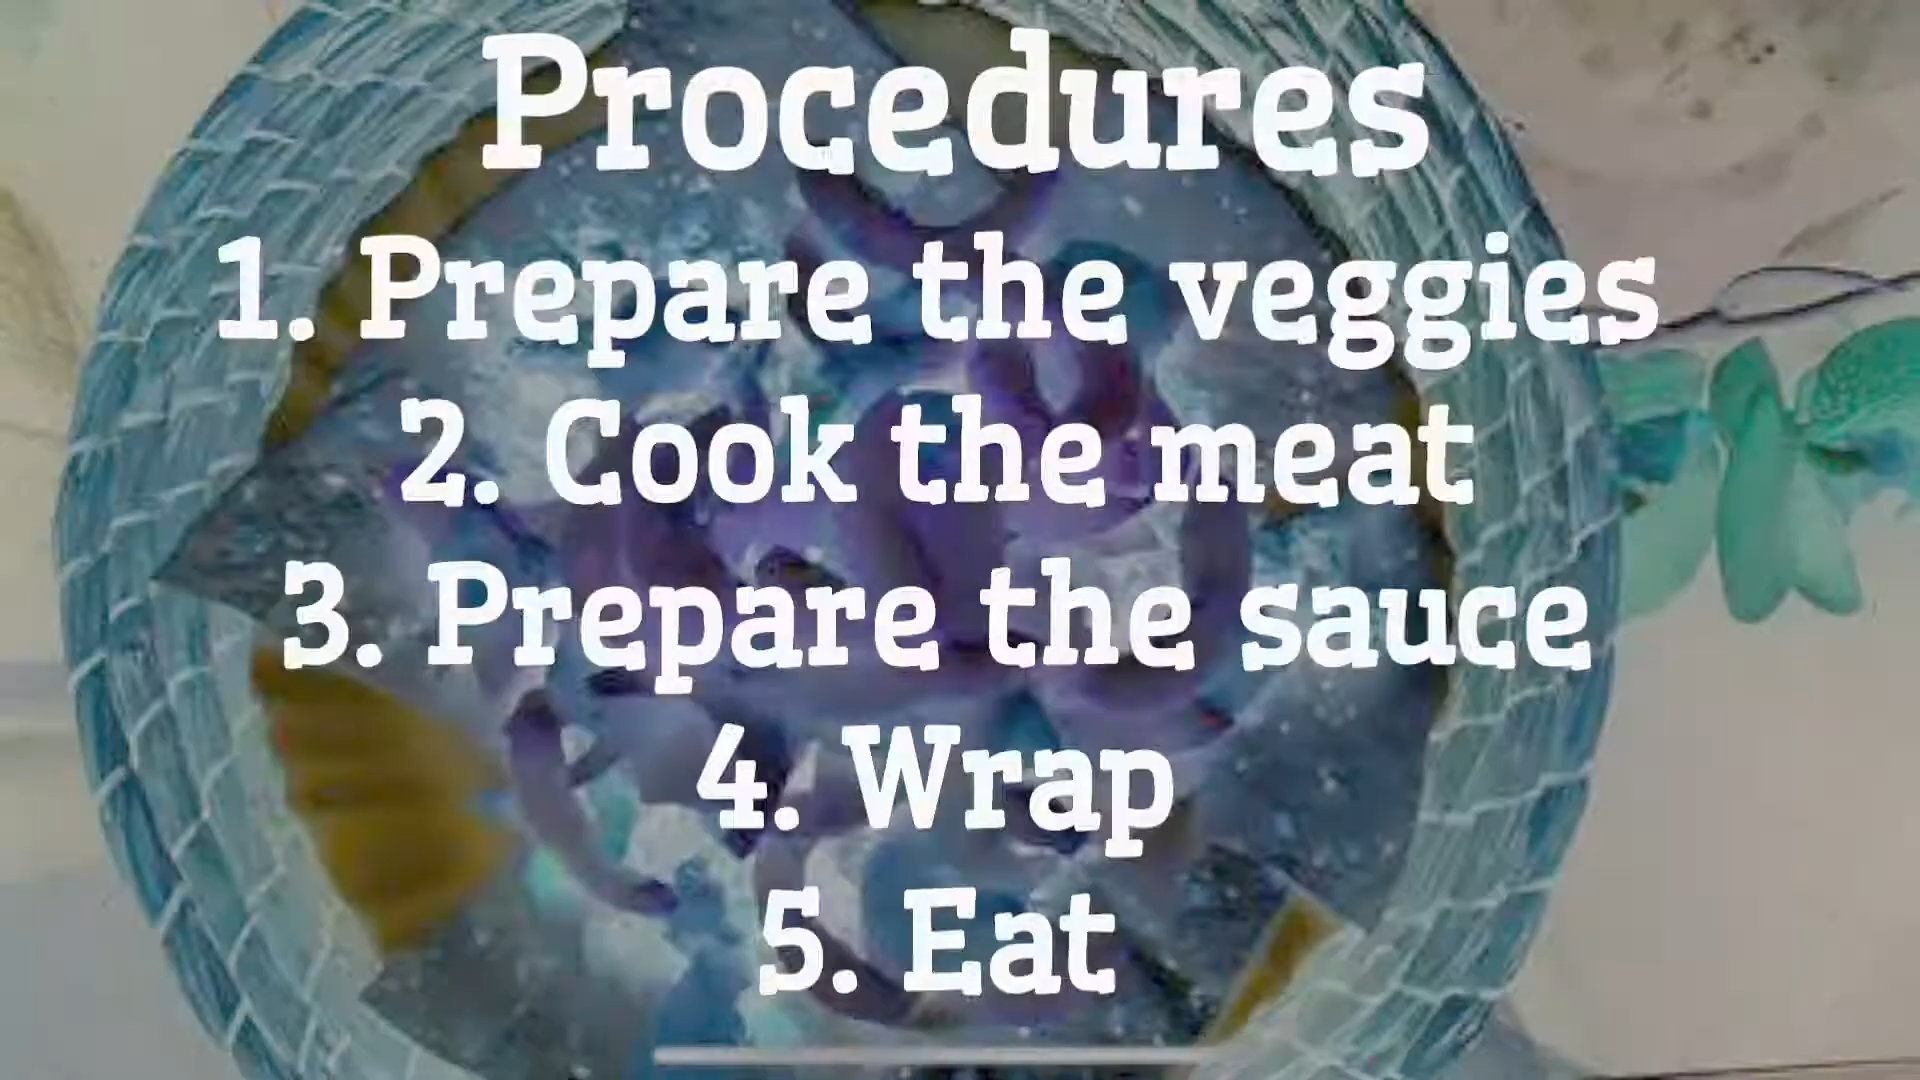 Procedures
1. Prepare the veggies
2. Cook the meat
3. Prepare the sauce
4. Wrap
5. Eat